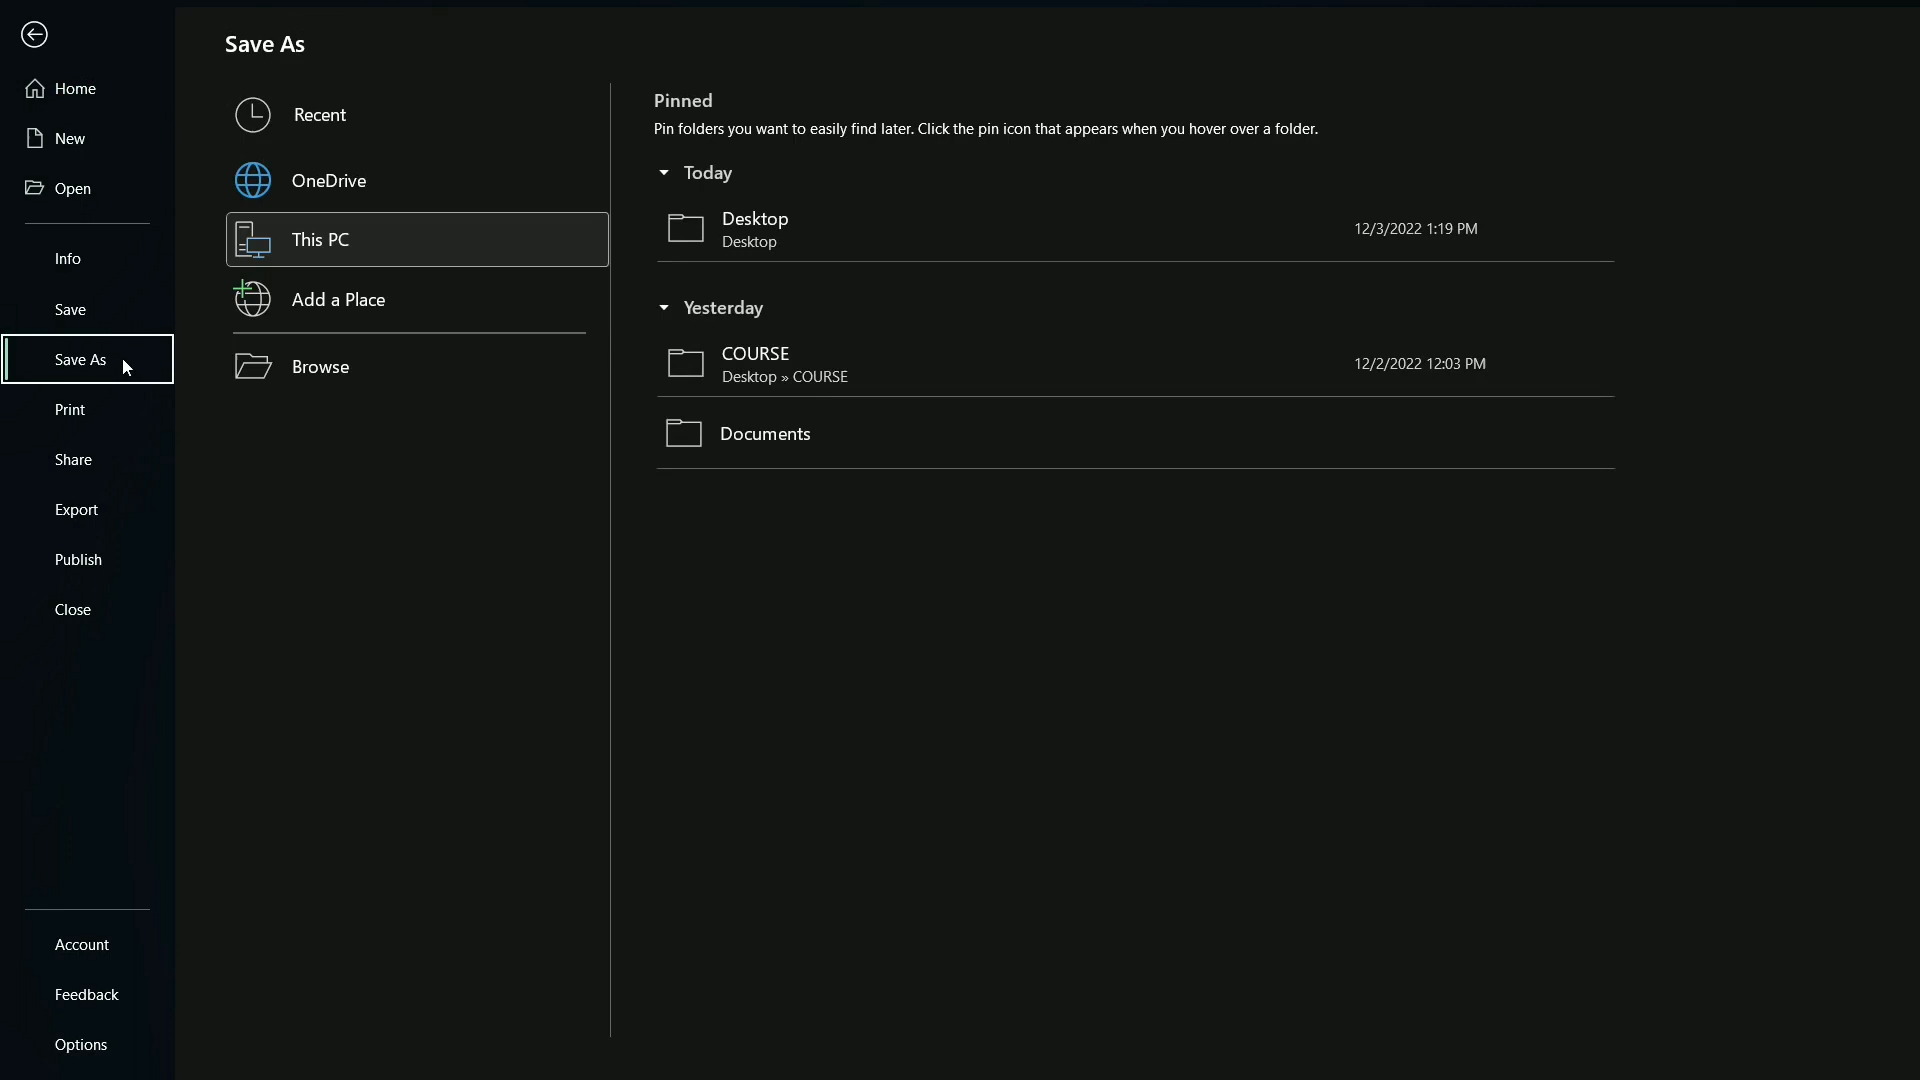 Save As
Home
New
Open
Info
Save
Save As
Print
Share
Export
Publish
Close
Account
Feedback
Options
Recent
OneDrive
This PC
Add a Place
Browse
Pinned
Pin folders you want to easily find later. Click the pin icon that appears when you hover over a folder.
Today
Desktop
Desktop
12/3/2022 1:19 PM
Yesterday
COURSE
Desktop » COURSE
12/2/2022 12:03 PM
Documents